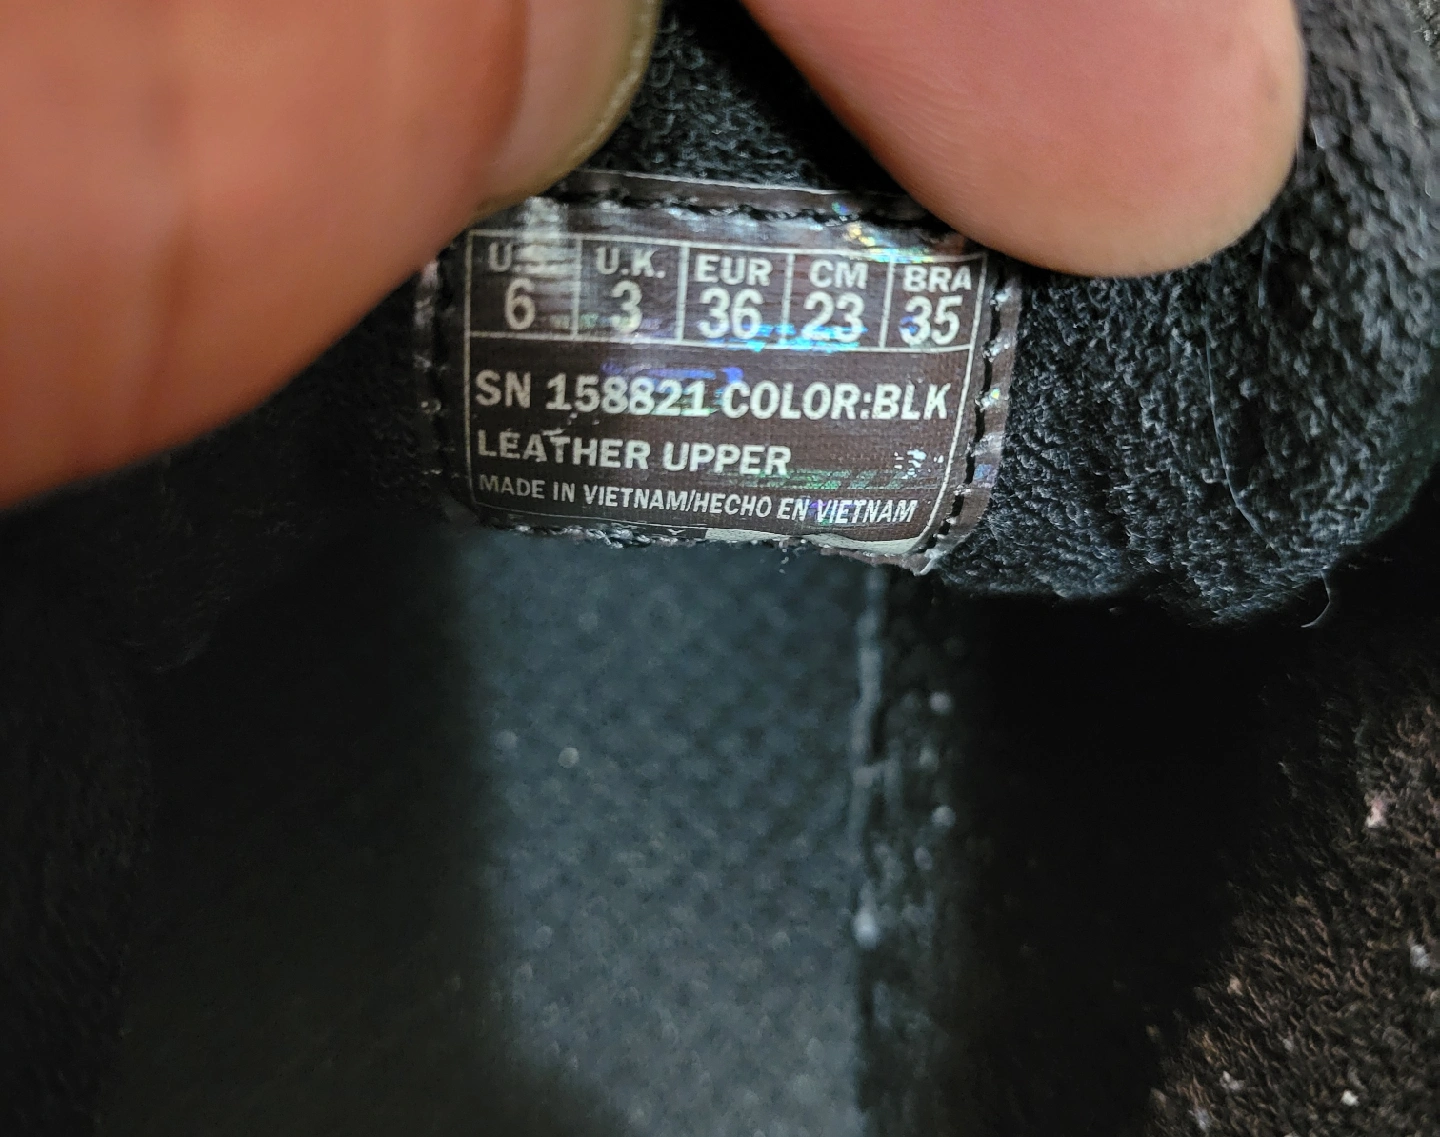 U.S. U.K. EUR CM BRA
6 3 36 23 35
SN 158821 COLOR:BLK
LEATHER UPPER
MADE IN VIETNAM/HECHO EN VIETNAM